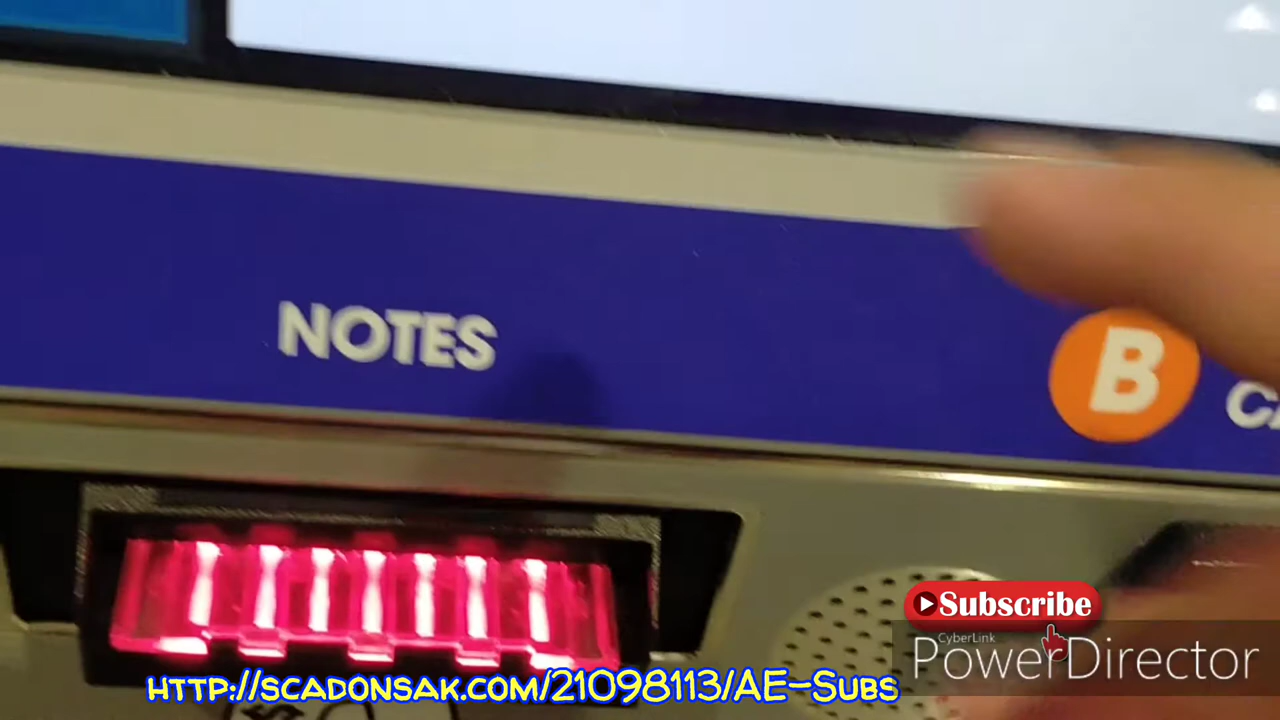 NOTES
B
Subscribe
CyberLink
PowerDirector
http://scadonsak.com/21098113/AE-Subs